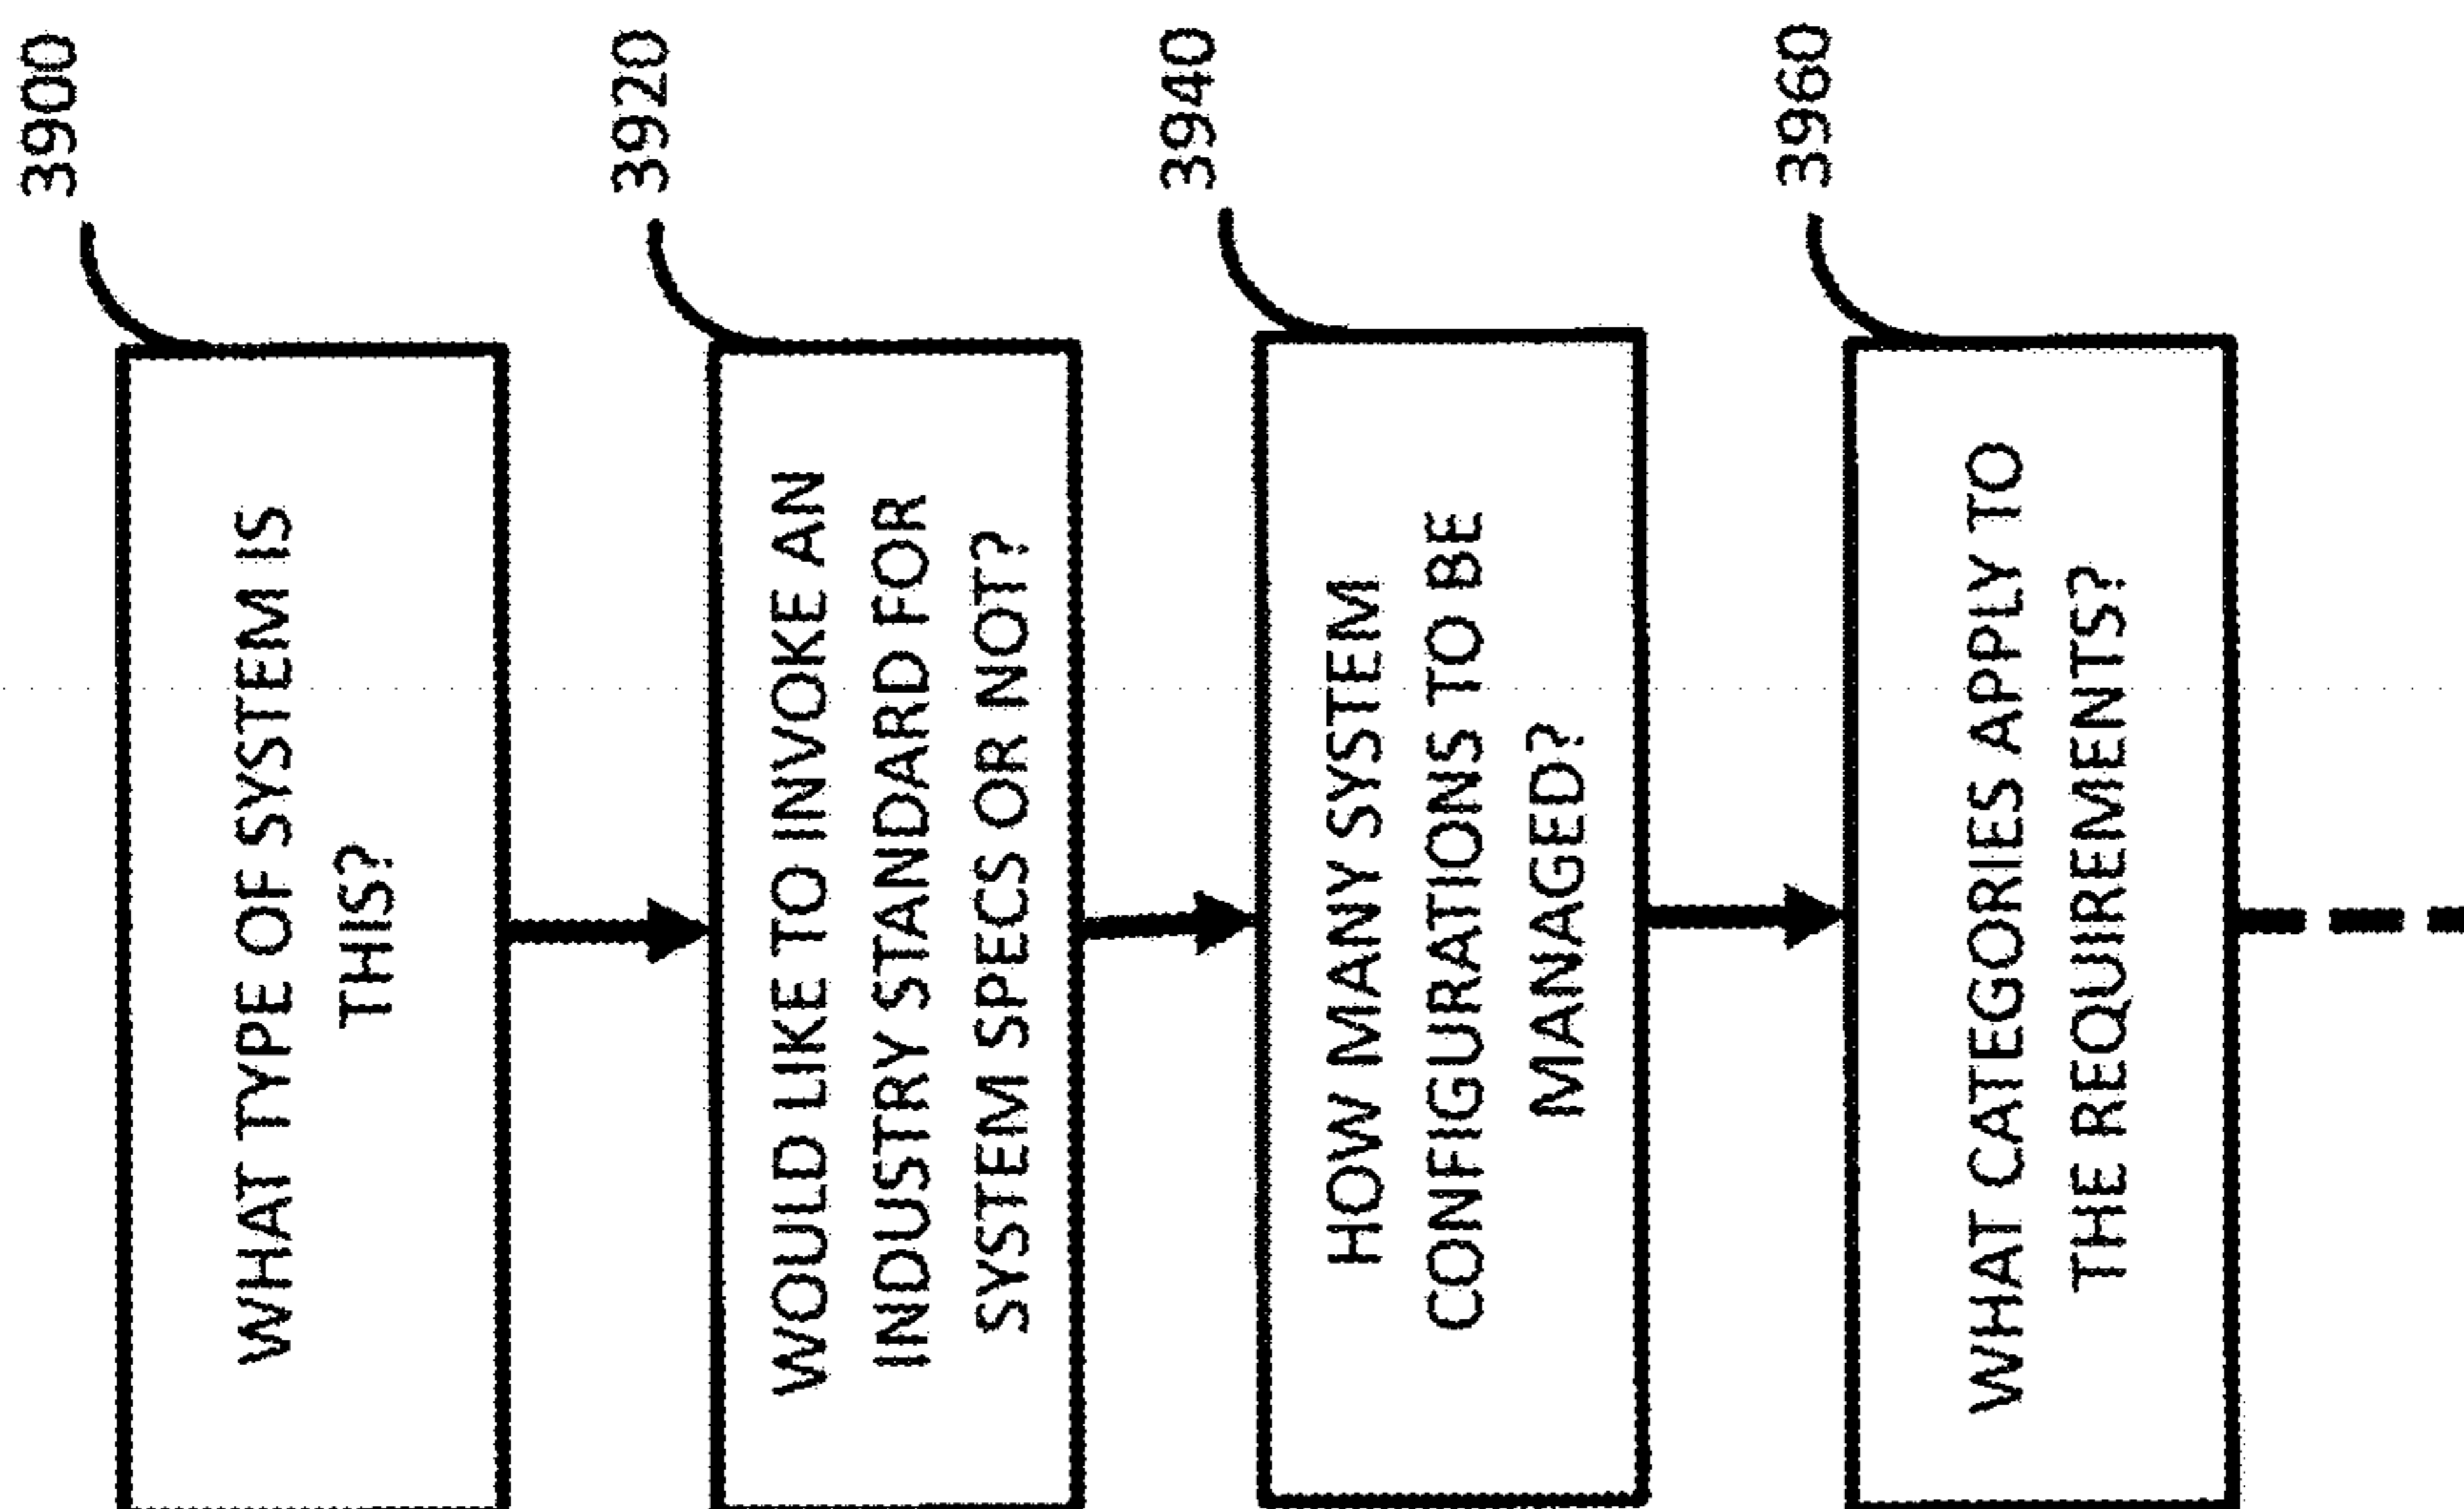 3900
WHAT TYPE OF SYSTEM IS
THIS?
3920
WOULD LIKE TO INVOKE AN
INDUSTRY STANDARD FOR
SYSTEM SPECS OR NOT?
3940
HOW MANY SYSTEM
CONFIGURATIONS TO BE
MANAGED?
3960
WHAT CATEGORIES APPLY TO
THE REQUIREMENTS?